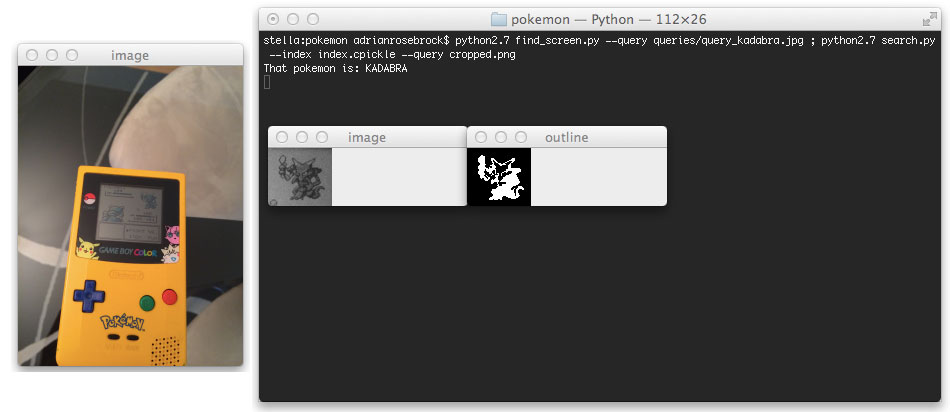 image
GAME BOY COLOR
Nintendo
POKéMON
pokemon — Python — 112×26
stella:pokemon adrianrosebrock$ python2.7 find_screen.py --query queries/query_kadabra.jpg ; python2.7 search.py
--index index.cpickle --query cropped.png
That pokemon is: KADABRA
image
outline